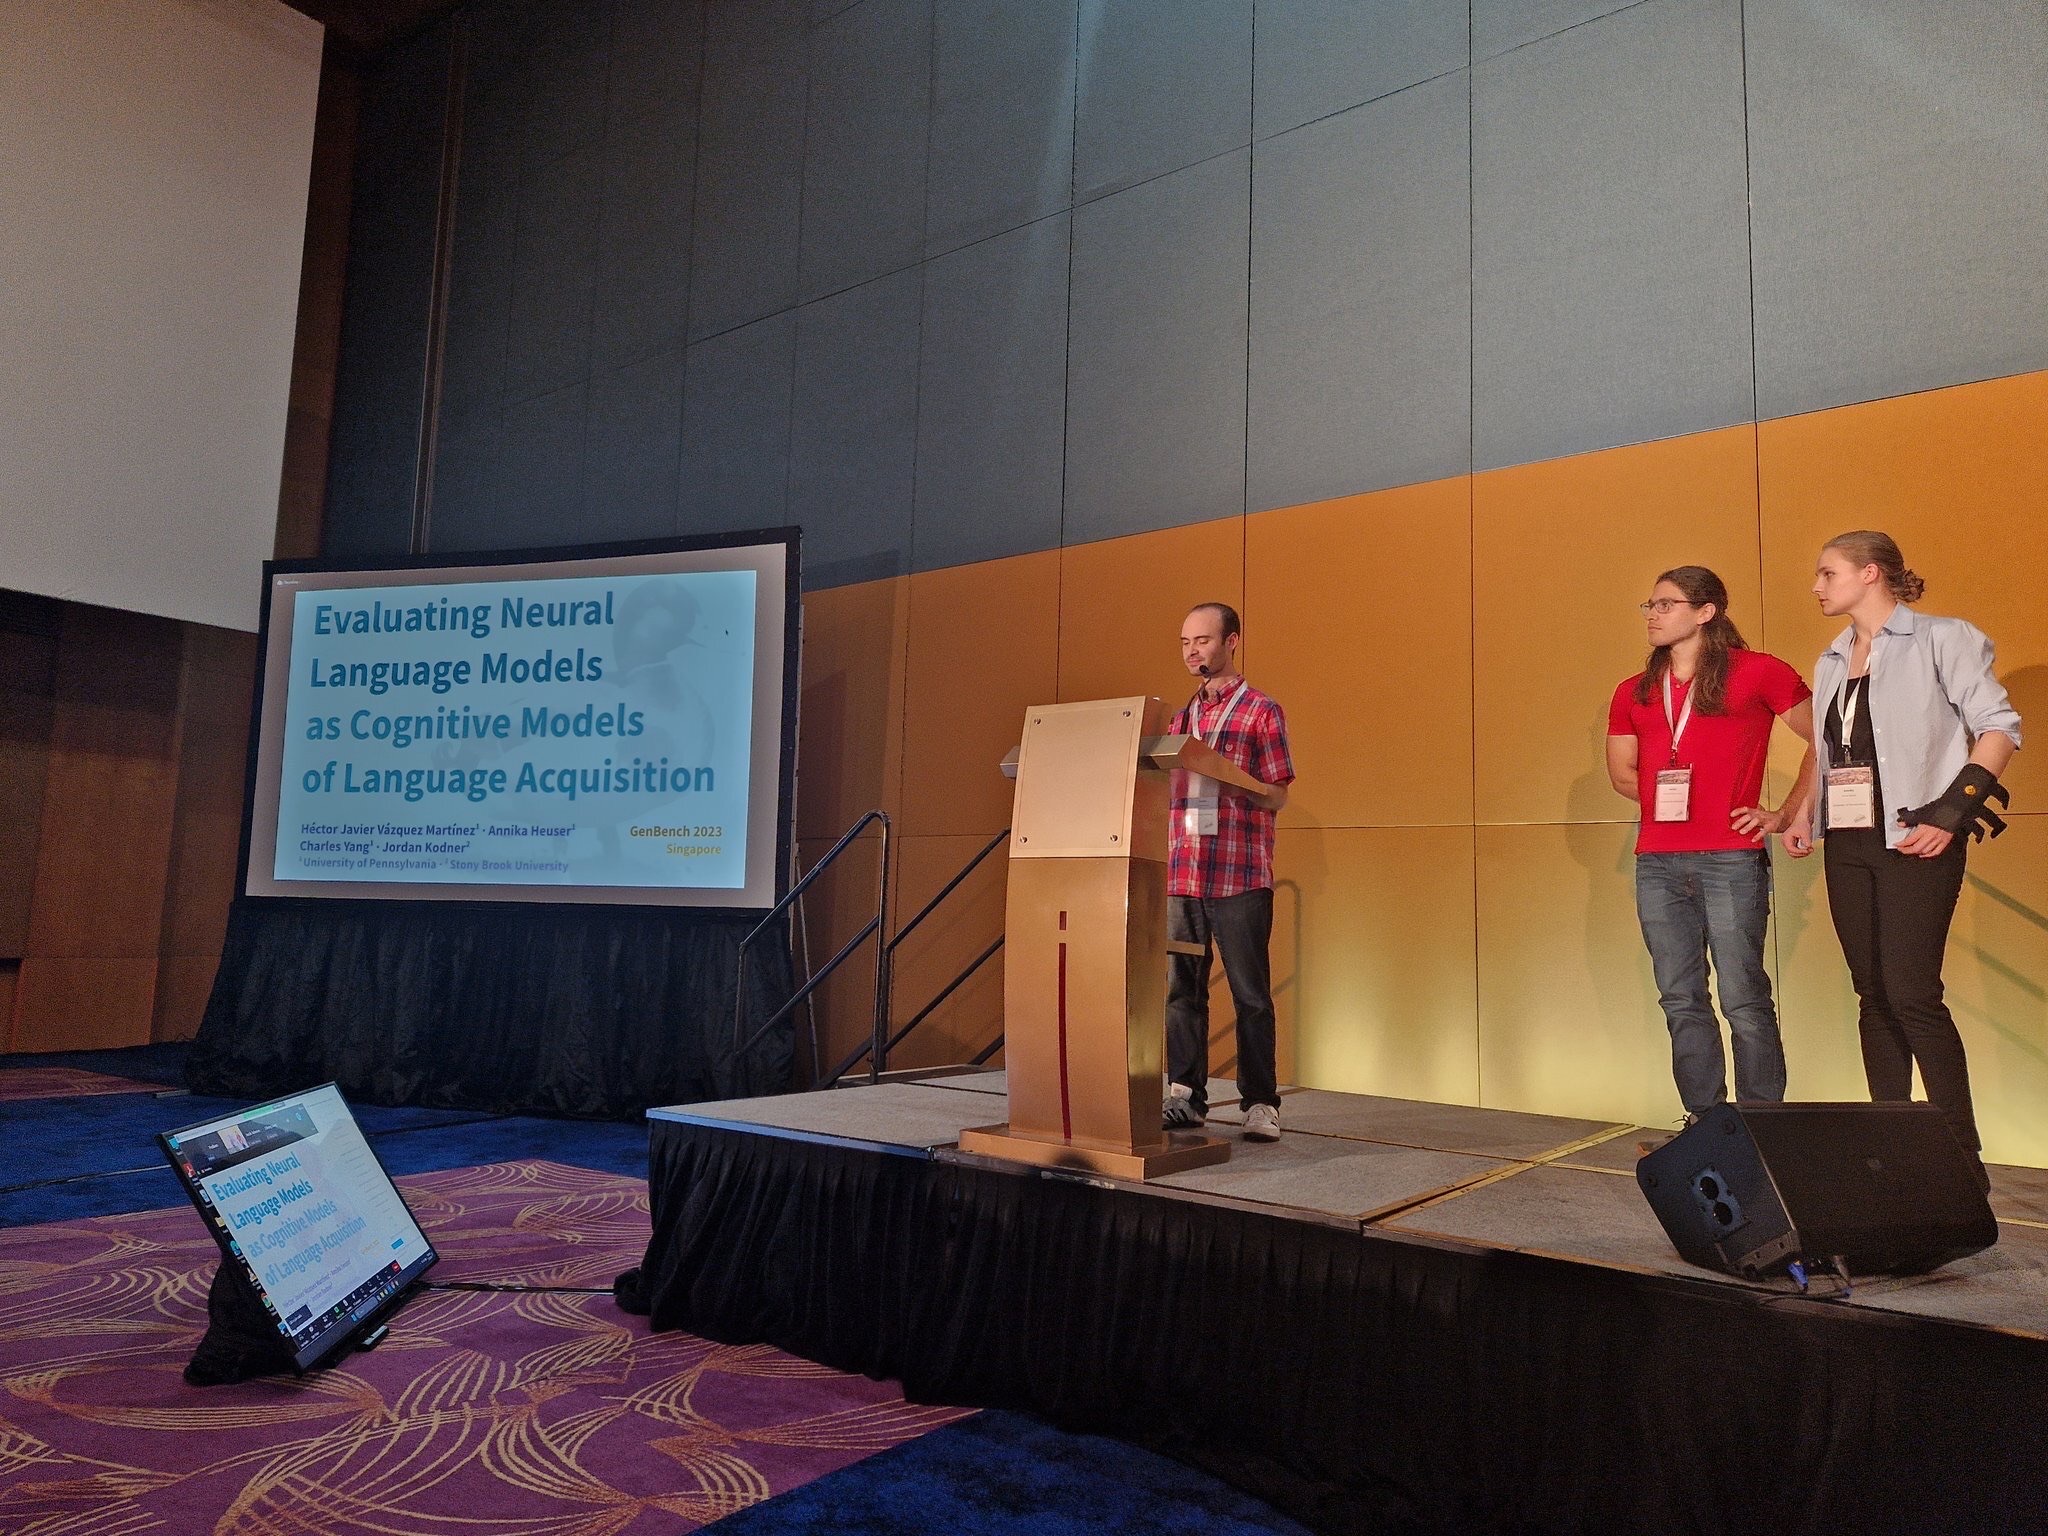 Evaluating Neural
Language Models
as Cognitive Models
of Language Acquisition
Héctor Javier Vázquez Martínez¹ · Annika Heuser¹
Charles Yang¹ · Jordan Kodner²
¹ University of Pennsylvania · ² Stony Brook University
GenBench 2023
Singapore
Evaluating Neural
Language Models
as Cognitive Models
of Language Acquisition